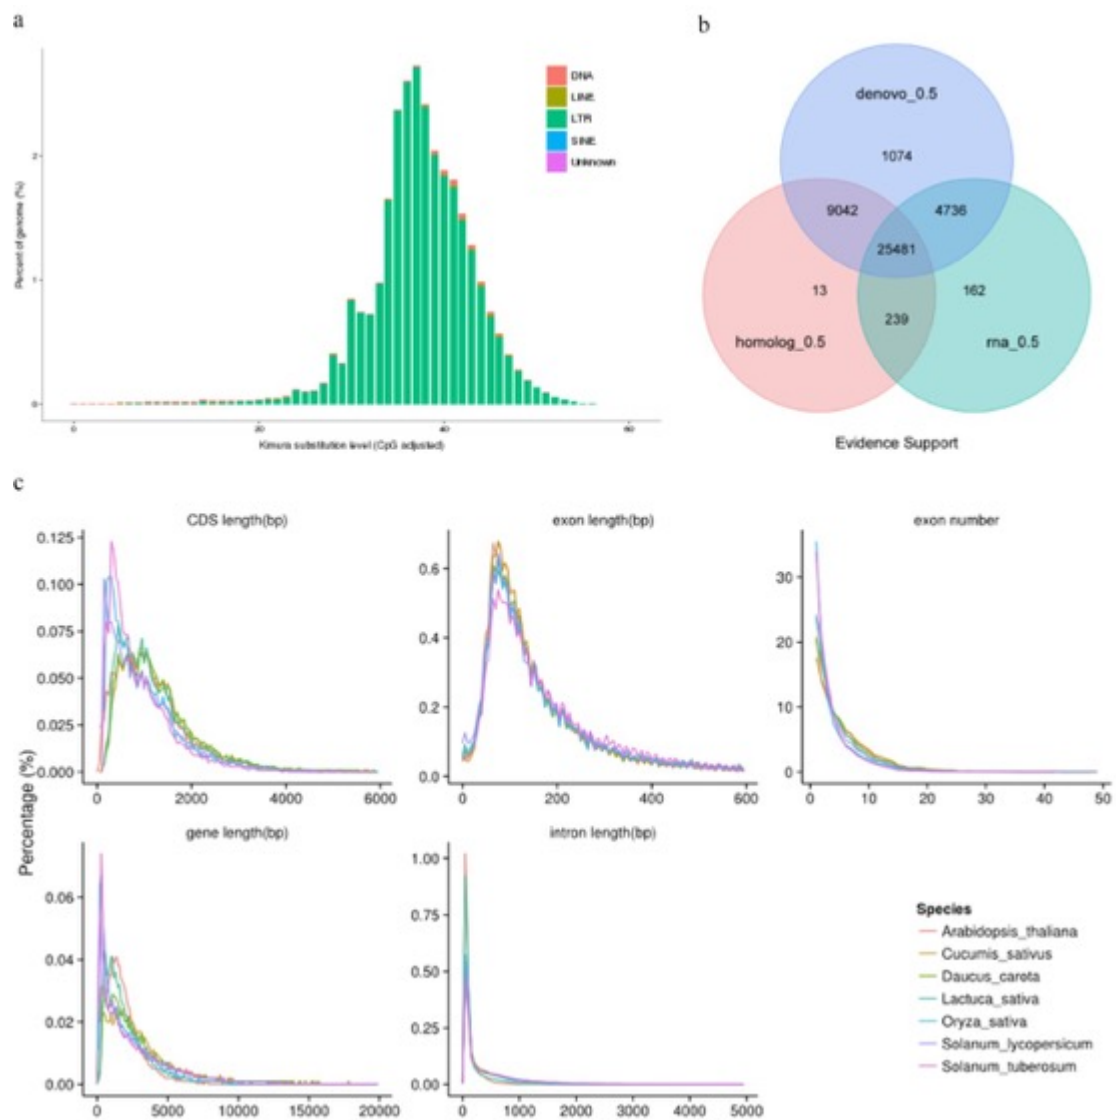 a
DNA
LINE
LTR
SINE
Unknown
Percent of genome (%)
2
1
0
0
20
40
60
Kimura substitution level (CpG adjusted)
b
denovo_0.5
1074
9042
4736
25481
13
162
239
homolog_0.5
rna_0.5
Evidence Support
c
Percentage (%)
CDS length(bp)
0.125
0.100
0.075
0.050
0.025
0.000
0 2000 4000 6000
exon length(bp)
0.6
0.4
0.2
0.0
0 200 400 600
exon number
30
20
10
0
0 10 20 30 40 50
gene length(bp)
0.06
0.04
0.02
0.00
0 5000 10000 15000 20000
intron length(bp)
1.00
0.75
0.50
0.25
0.00
0 1000 2000 3000 4000 5000
Species
Arabidopsis_thaliana
Cucumis_sativus
Daucus_carota
Lactuca_sativa
Oryza_sativa
Solanum_lycopersicum
Solanum_tuberosum